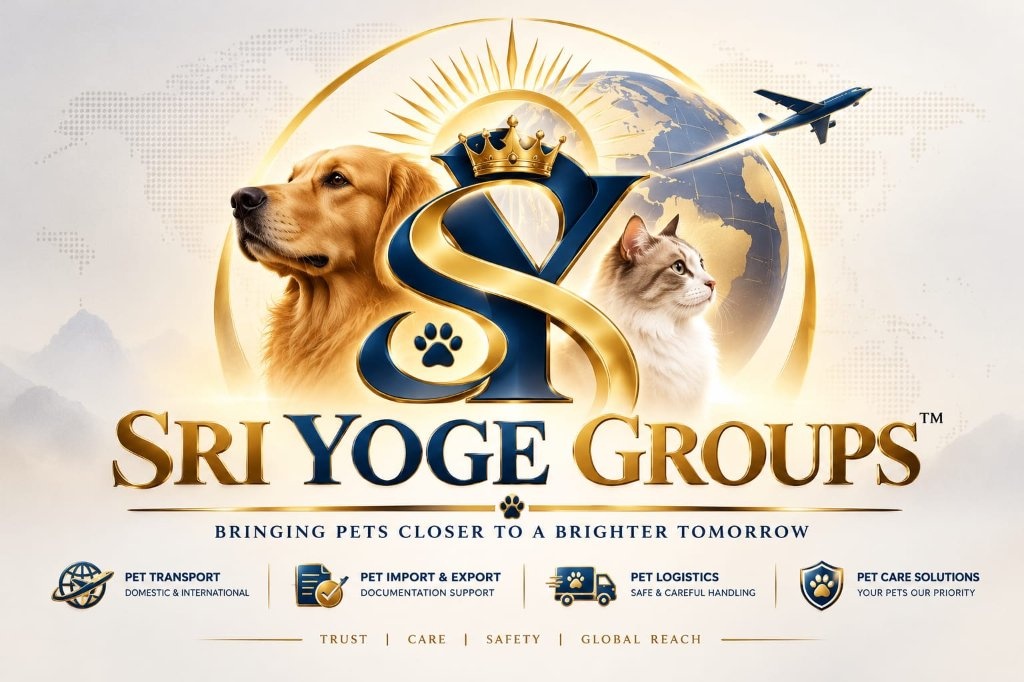 SY
SRI YOGE GROUPS™
BRINGING PETS CLOSER TO A BRIGHTER TOMORROW
PET TRANSPORT
DOMESTIC & INTERNATIONAL
PET IMPORT & EXPORT
DOCUMENTATION SUPPORT
PET LOGISTICS
SAFE & CAREFUL HANDLING
PET CARE SOLUTIONS
YOUR PETS OUR PRIORITY
TRUST | CARE | SAFETY | GLOBAL REACH